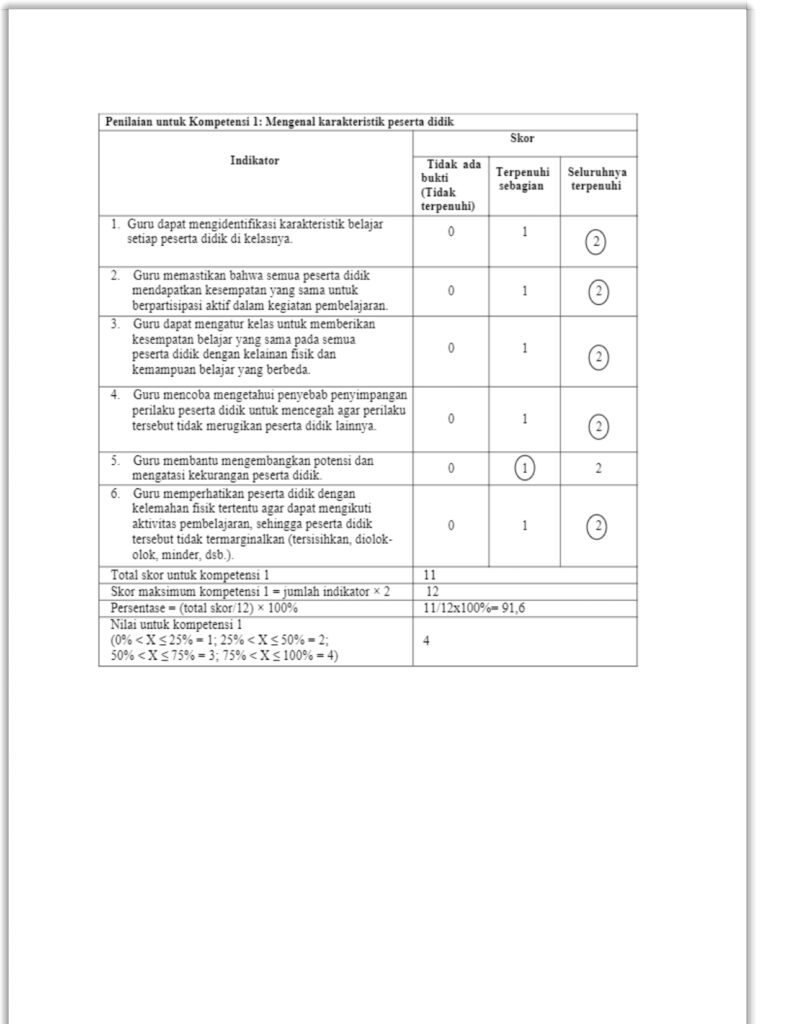 Penilaian untuk Kompetensi 1: Mengenal karakteristik peserta didik
Indikator
Skor
Tidak ada
bukti
(Tidak
terpenuhi)
Terpenuhi
sebagian
Seluruhnya
terpenuhi
1. Guru dapat mengidentifikasi karakteristik belajar
setiap peserta didik di kelasnya.
0 1 2
2. Guru memastikan bahwa semua peserta didik
mendapatkan kesempatan yang sama untuk
berpartisipasi aktif dalam kegiatan pembelajaran.
0 1 2
3. Guru dapat mengatur kelas untuk memberikan
kesempatan belajar yang sama pada semua
peserta didik dengan kelainan fisik dan
kemampuan belajar yang berbeda.
0 1 2
4. Guru mencoba mengetahui penyebab penyimpangan
perilaku peserta didik untuk mencegah agar perilaku
tersebut tidak merugikan peserta didik lainnya.
0 1 2
5. Guru membantu mengembangkan potensi dan
mengatasi kekurangan peserta didik.
0 1 2
6. Guru memperhatikan peserta didik dengan
kelemahan fisik tertentu agar dapat mengikuti
aktivitas pembelajaran, sehingga peserta didik
tersebut tidak termarginalkan (tersisihkan, diolok-
olok, minder, dsb.).
0 1 2
Total skor untuk kompetensi 1 11
Skor maksimum kompetensi 1 = jumlah indikator × 2 12
Persentase = (total skor/12) × 100% 11/12x100%= 91,6
Nilai untuk kompetensi 1
(0% < X ≤ 25% = 1; 25% < X ≤ 50% = 2;
50% < X ≤ 75% = 3; 75% < X ≤ 100% = 4)
4